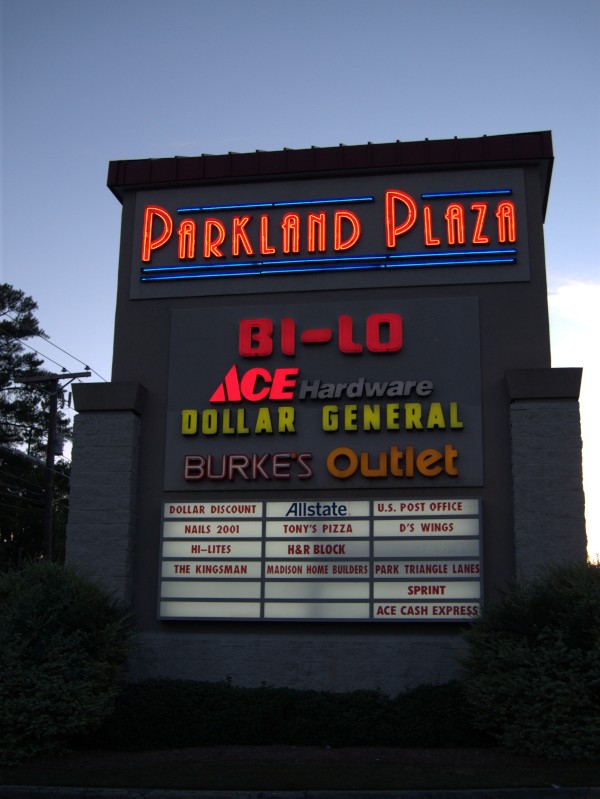 PARKLAND PLAZA
BI-LO
ACE Hardware
DOLLAR GENERAL
BURKE'S OUTLET
DOLLAR DISCOUNT
Allstate
U.S. POST OFFICE
NAILS 2001
TONY'S PIZZA
D'S WINGS
HI-LITES
H&R BLOCK
THE KINGSMAN
MADISON HOME BUILDERS
PARK TRIANGLE LANES
SPRINT
ACE CASH EXPRESS